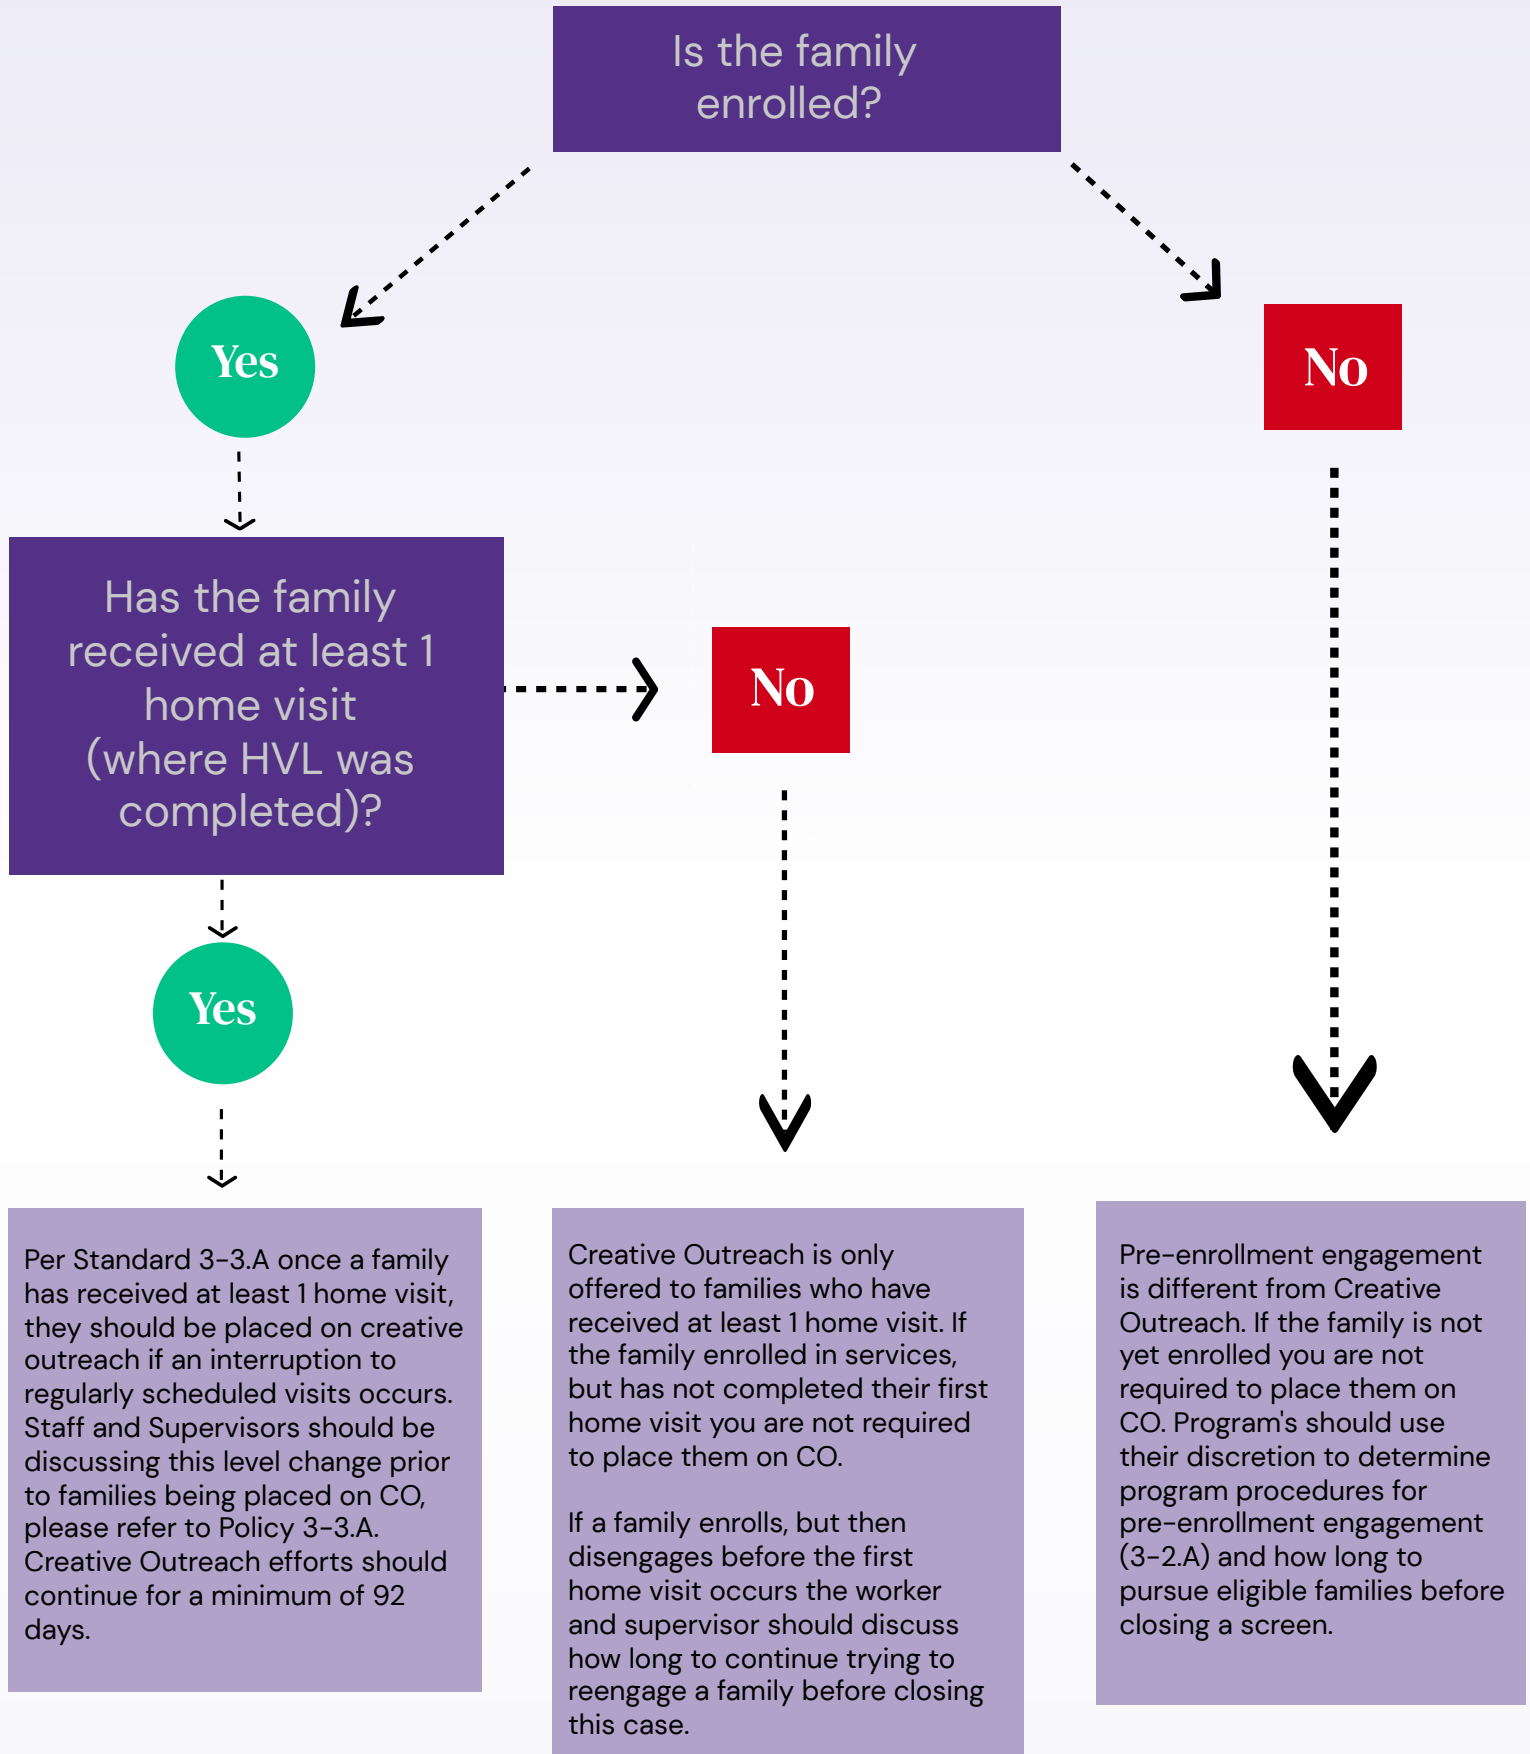 Is the family
enrolled?
Yes
No
Has the family
received at least 1
home visit
(where HVL was
completed)?
No
Yes
Per Standard 3-3.A once a family
has received at least 1 home visit,
they should be placed on creative
outreach if an interruption to
regularly scheduled visits occurs.
Staff and Supervisors should be
discussing this level change prior
to families being placed on CO,
please refer to Policy 3-3.A.
Creative Outreach efforts should
continue for a minimum of 92
days.
Creative Outreach is only
offered to families who have
received at least 1 home visit. If
the family enrolled in services,
but has not completed their first
home visit you are not required
to place them on CO.
If a family enrolls, but then
disengages before the first
home visit occurs the worker
and supervisor should discuss
how long to continue trying to
reengage a family before closing
this case.
Pre-enrollment engagement
is different from Creative
Outreach. If the family is not
yet enrolled you are not
required to place them on
CO. Program's should use
their discretion to determine
program procedures for
pre-enrollment engagement
(3-2.A) and how long to
pursue eligible families before
closing a screen.